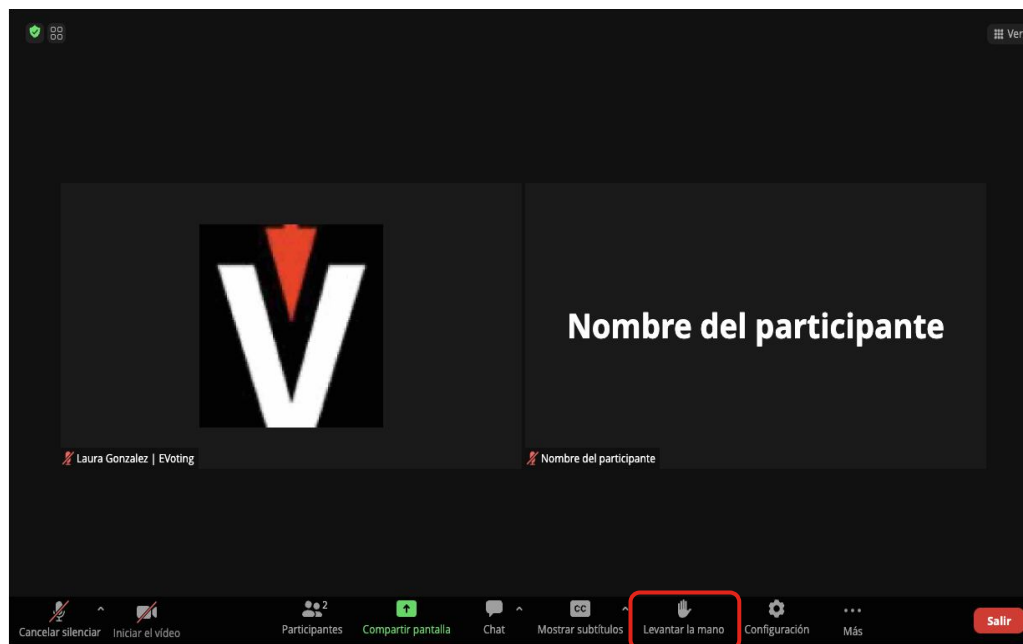 Ver
Nombre del participante
Laura Gonzalez | EVoting
Nombre del participante
2
CC
Cancelar silenciar
Iniciar el vídeo
Participantes
Compartir pantalla
Chat
Mostrar subtítulos
Levantar la mano
Configuración
Más
Salir